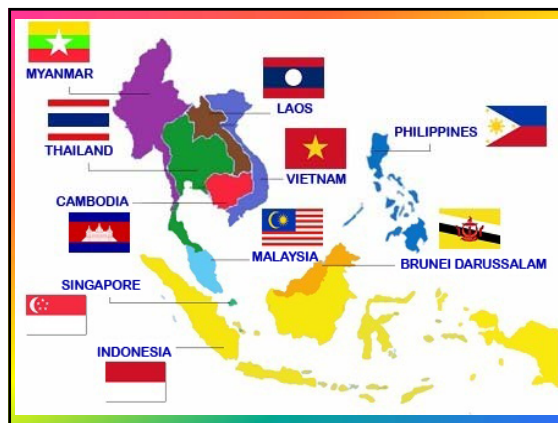 MYANMAR
LAOS
THAILAND
PHILIPPINES
VIETNAM
CAMBODIA
MALAYSIA
BRUNEI DARUSSALAM
SINGAPORE
INDONESIA